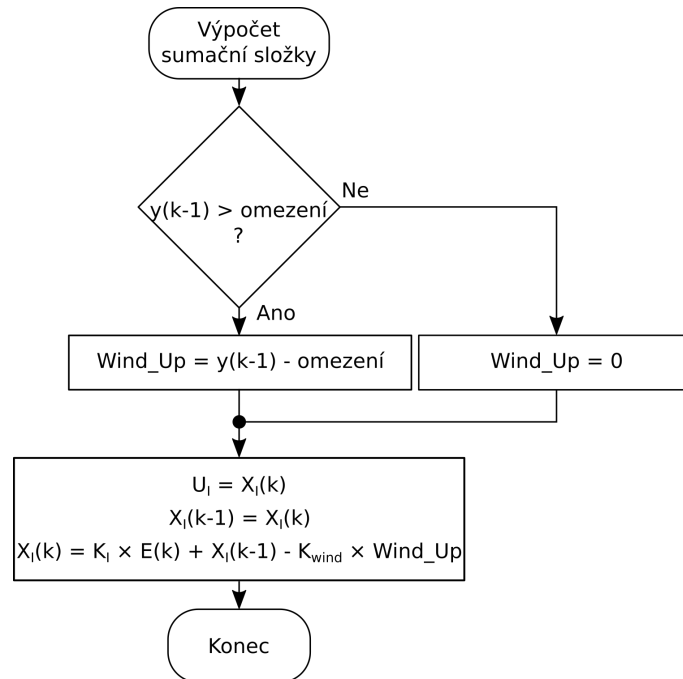 Výpočet
sumační složky
y(k-1) > omezení
?
Ne
Ano
Wind_Up = y(k-1) - omezení
Wind_Up = 0
U_I = X_I(k)
X_I(k-1) = X_I(k)
X_I(k) = K_I × E(k) + X_I(k-1) - K_wind × Wind_Up
Konec